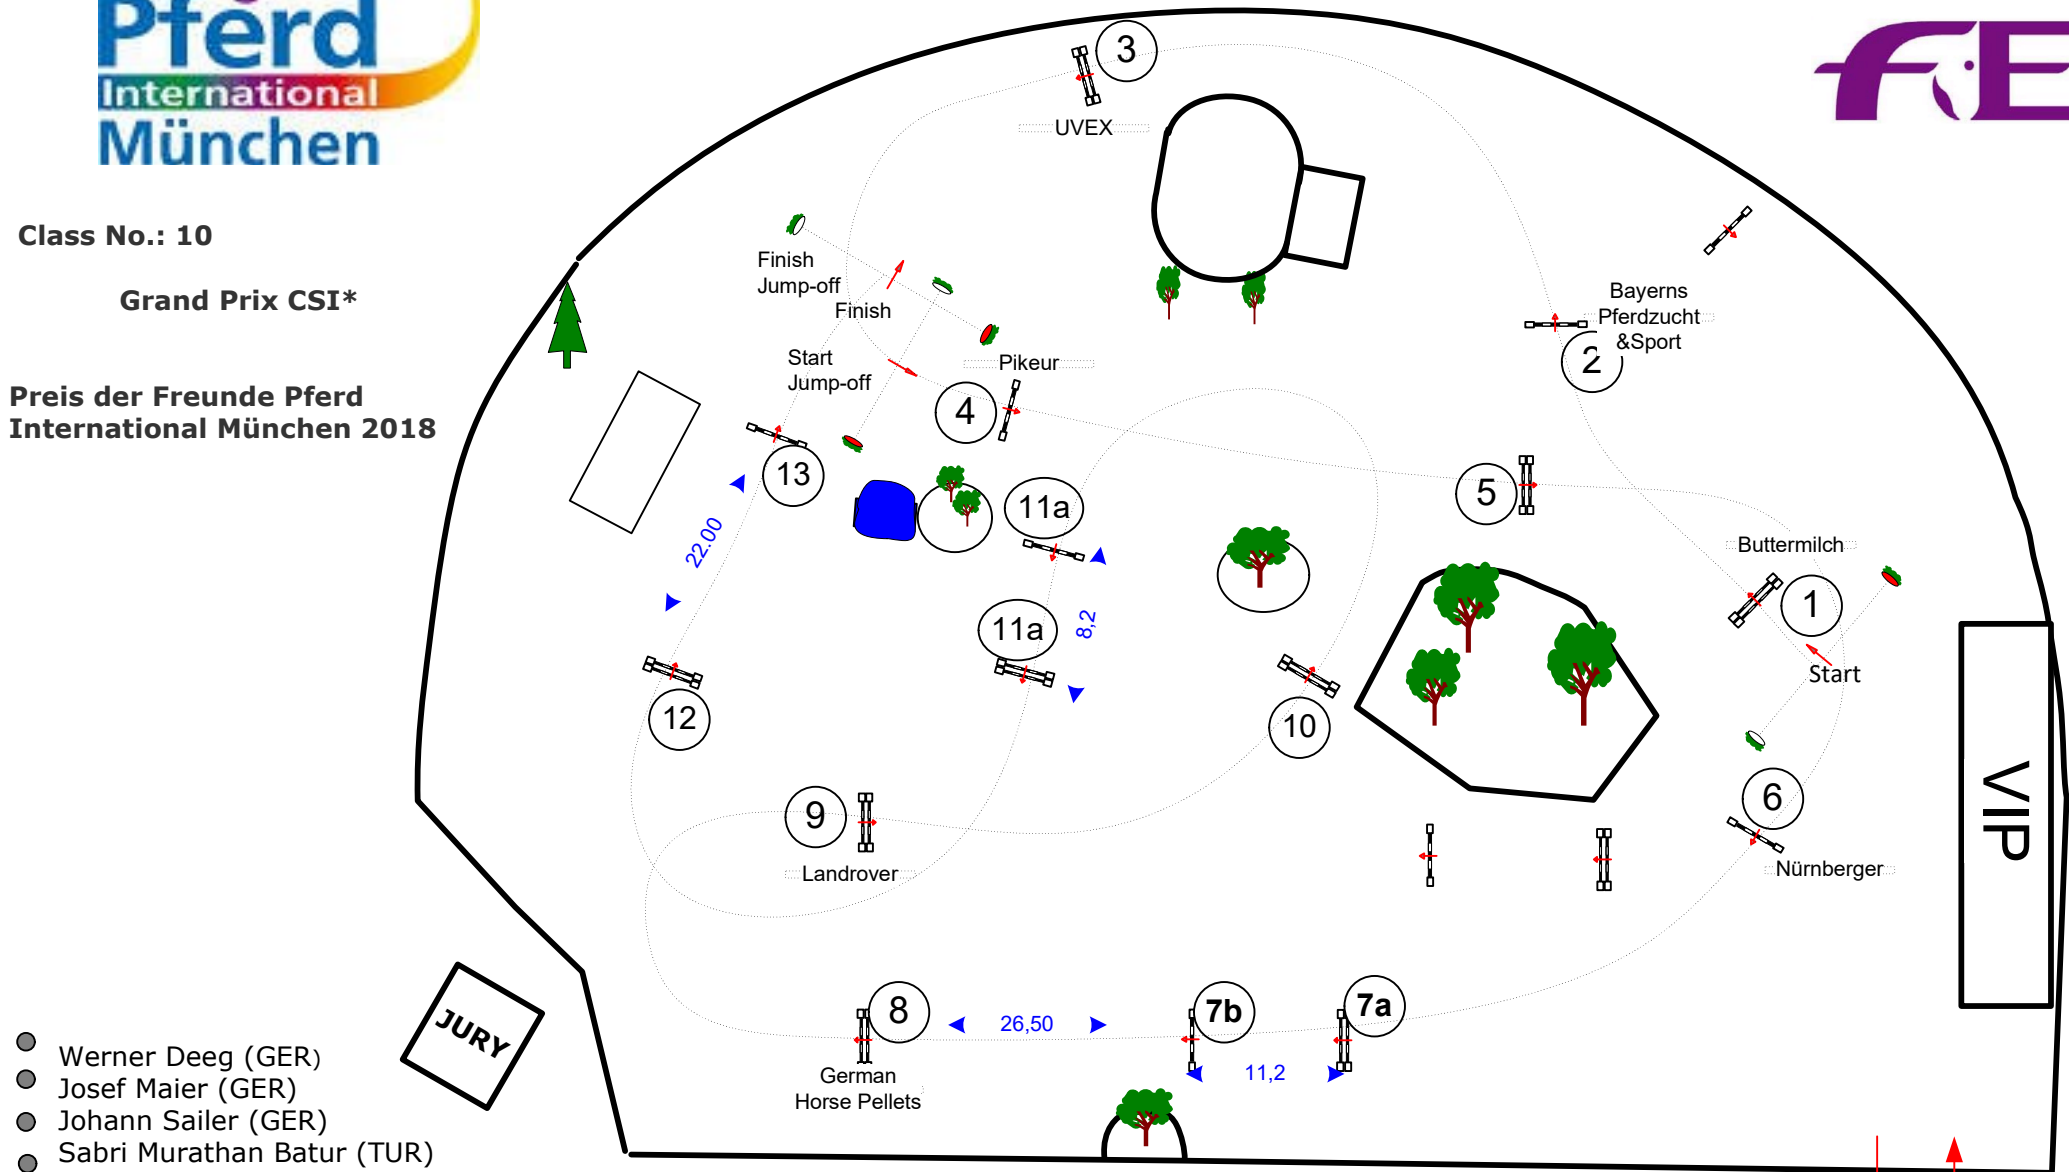 Pferd
International
München
FE
Class No.: 10
Grand Prix CSI*
Preis der Freunde Pferd
International München 2018
3
UVEX
Finish
Jump-off
Finish
Start
Jump-off
Pikeur
4
13
22.00
12
11a
11a
8,2
Bayerns
Pferdzucht
&Sport
2
5
Buttermilch
1
Start
10
9
Landrover
6
Nürnberger
VIP
8
26,50
7b
7a
11,2
German
Horse Pellets
JURY
Werner Deeg (GER)
Josef Maier (GER)
Johann Sailer (GER)
Sabri Murathan Batur (TUR)